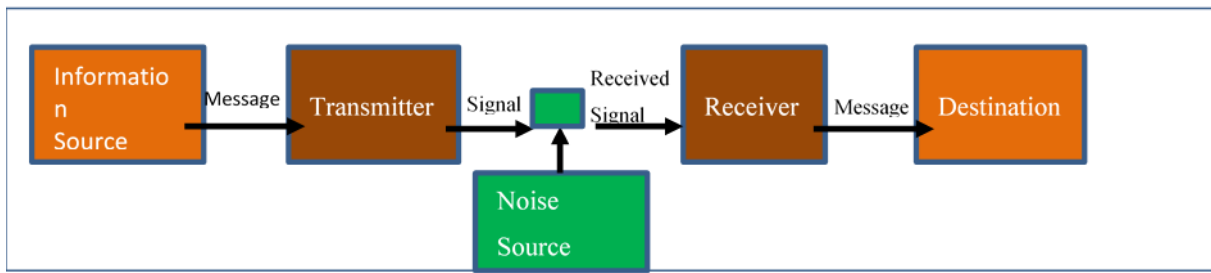 Informatio
n
Source
Message
Transmitter
Signal
Received
Signal
Receiver
Message
Destination
Noise
Source